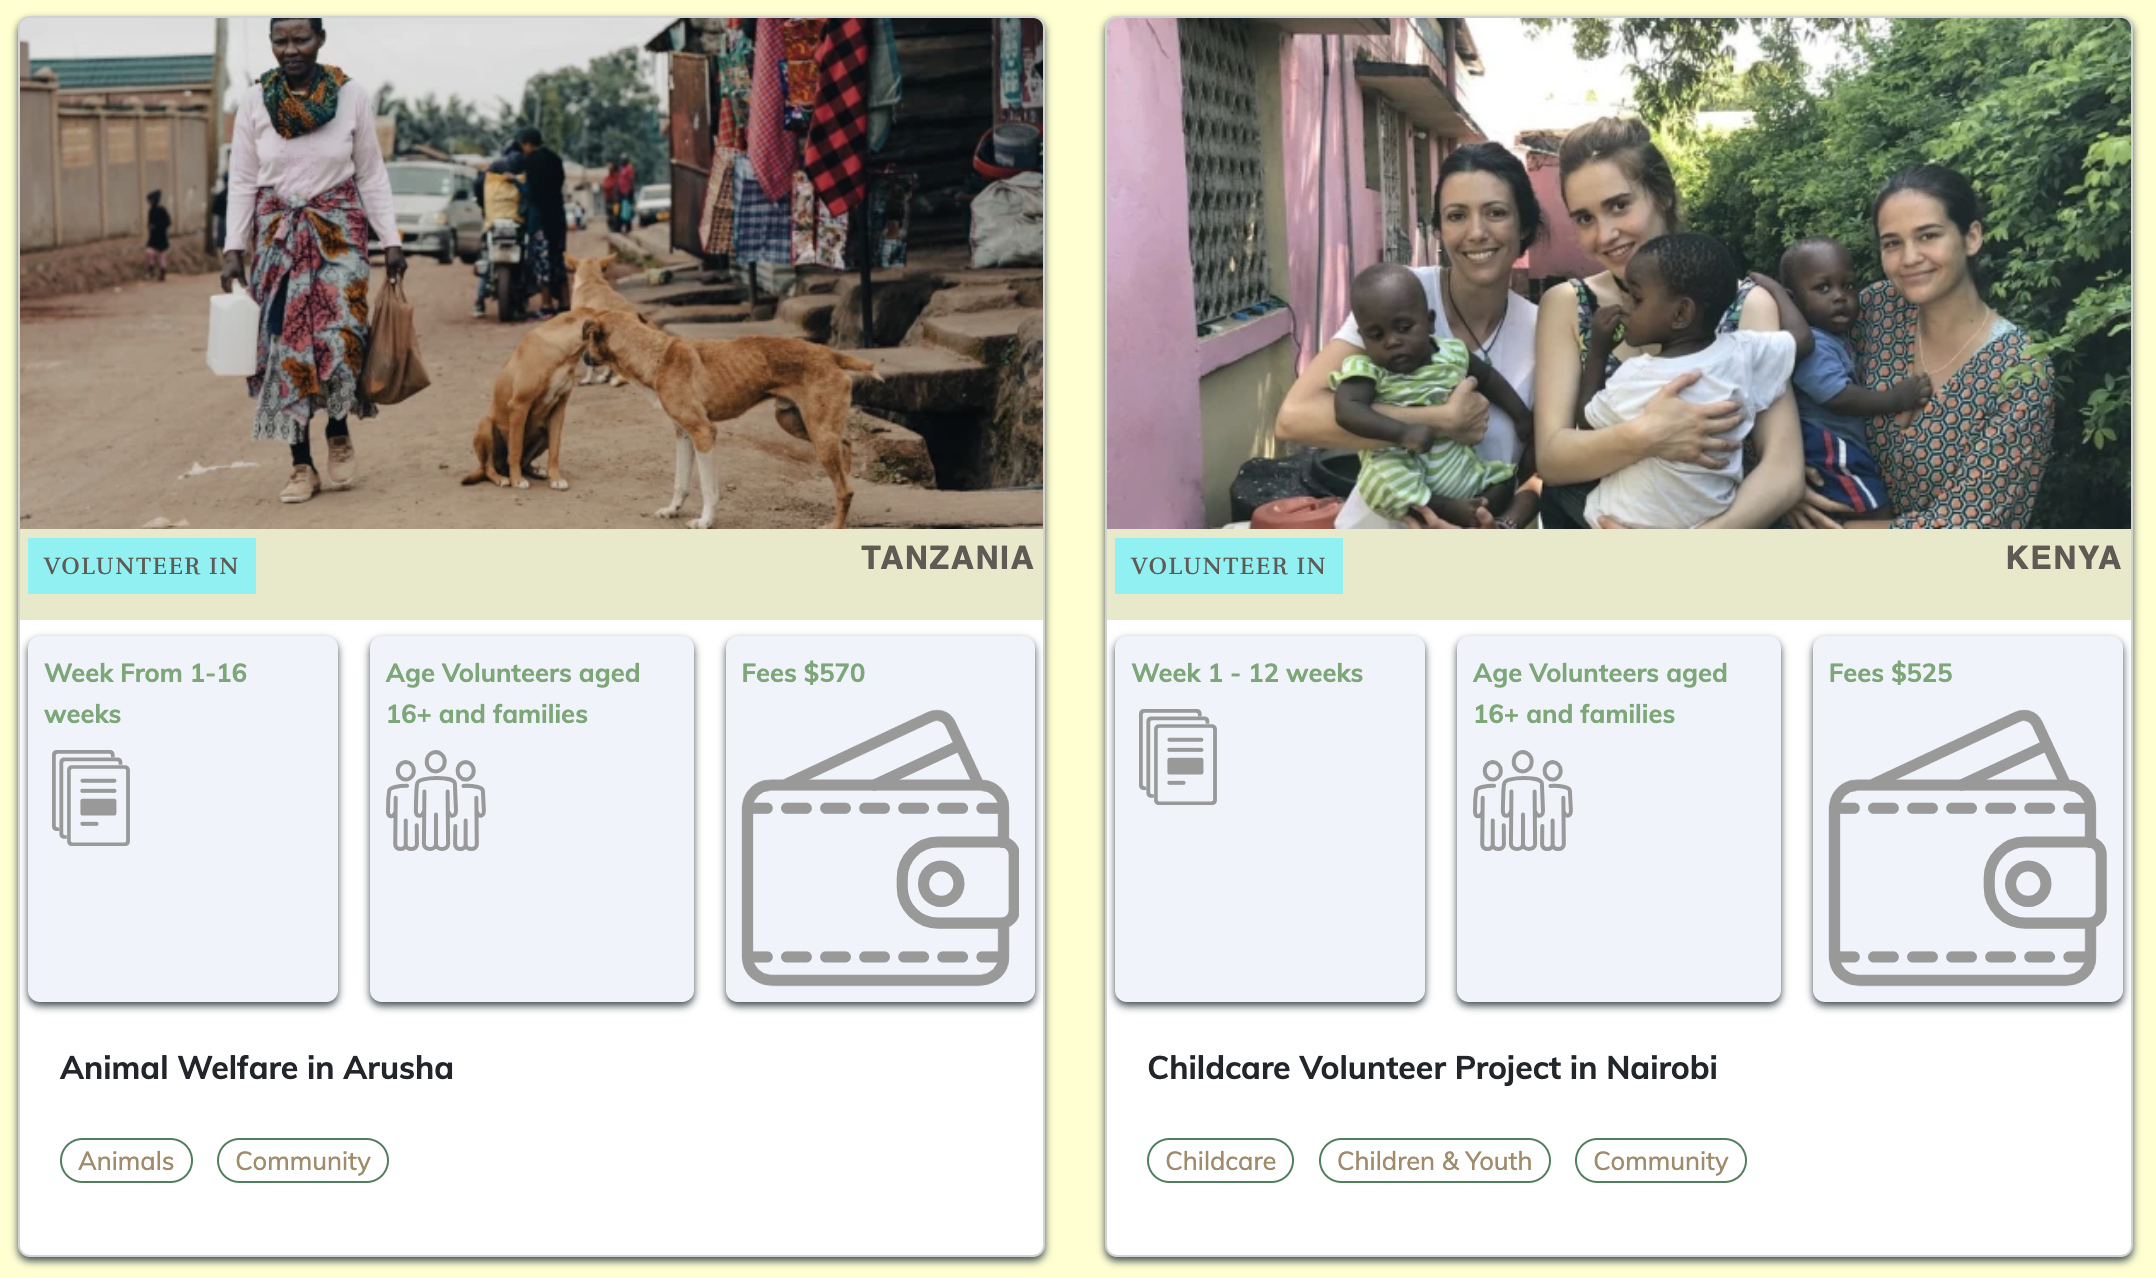 VOLUNTEER IN
TANZANIA
Week From 1-16
weeks
Age Volunteers aged
16+ and families
Fees $570
Animal Welfare in Arusha
Animals
Community
VOLUNTEER IN
KENYA
Week 1 - 12 weeks
Age Volunteers aged
16+ and families
Fees $525
Childcare Volunteer Project in Nairobi
Childcare
Children & Youth
Community